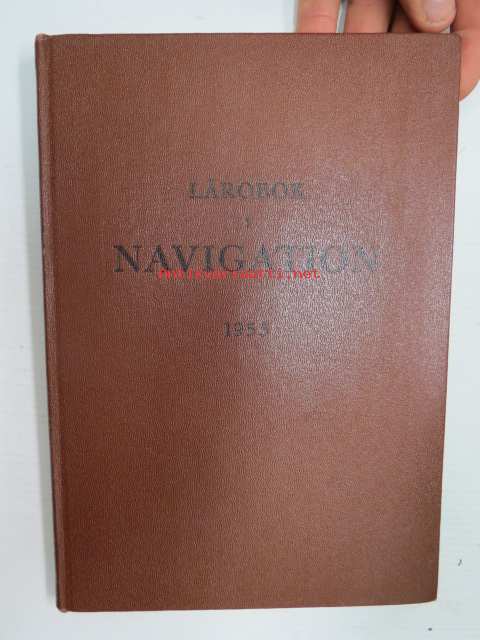 LÄROBOK
I
NAVIGATION
Antikvariaatti.net
1953